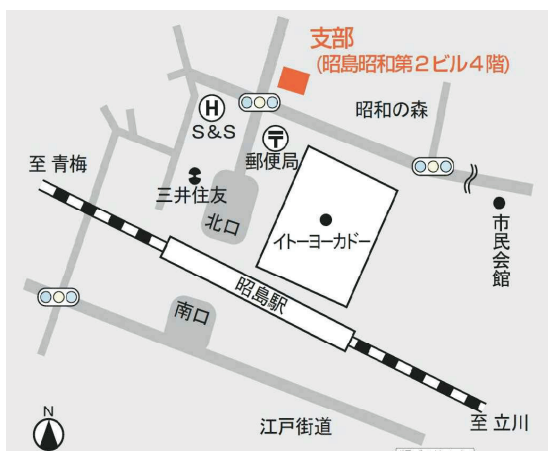 支部
(昭島昭和第2ビル4階)
昭和の森
H
S&S
〒
郵便局
至 青梅
三井住友
北口
イトーヨーカドー
市民会館
昭島駅
南口
江戸街道
至 立川
N